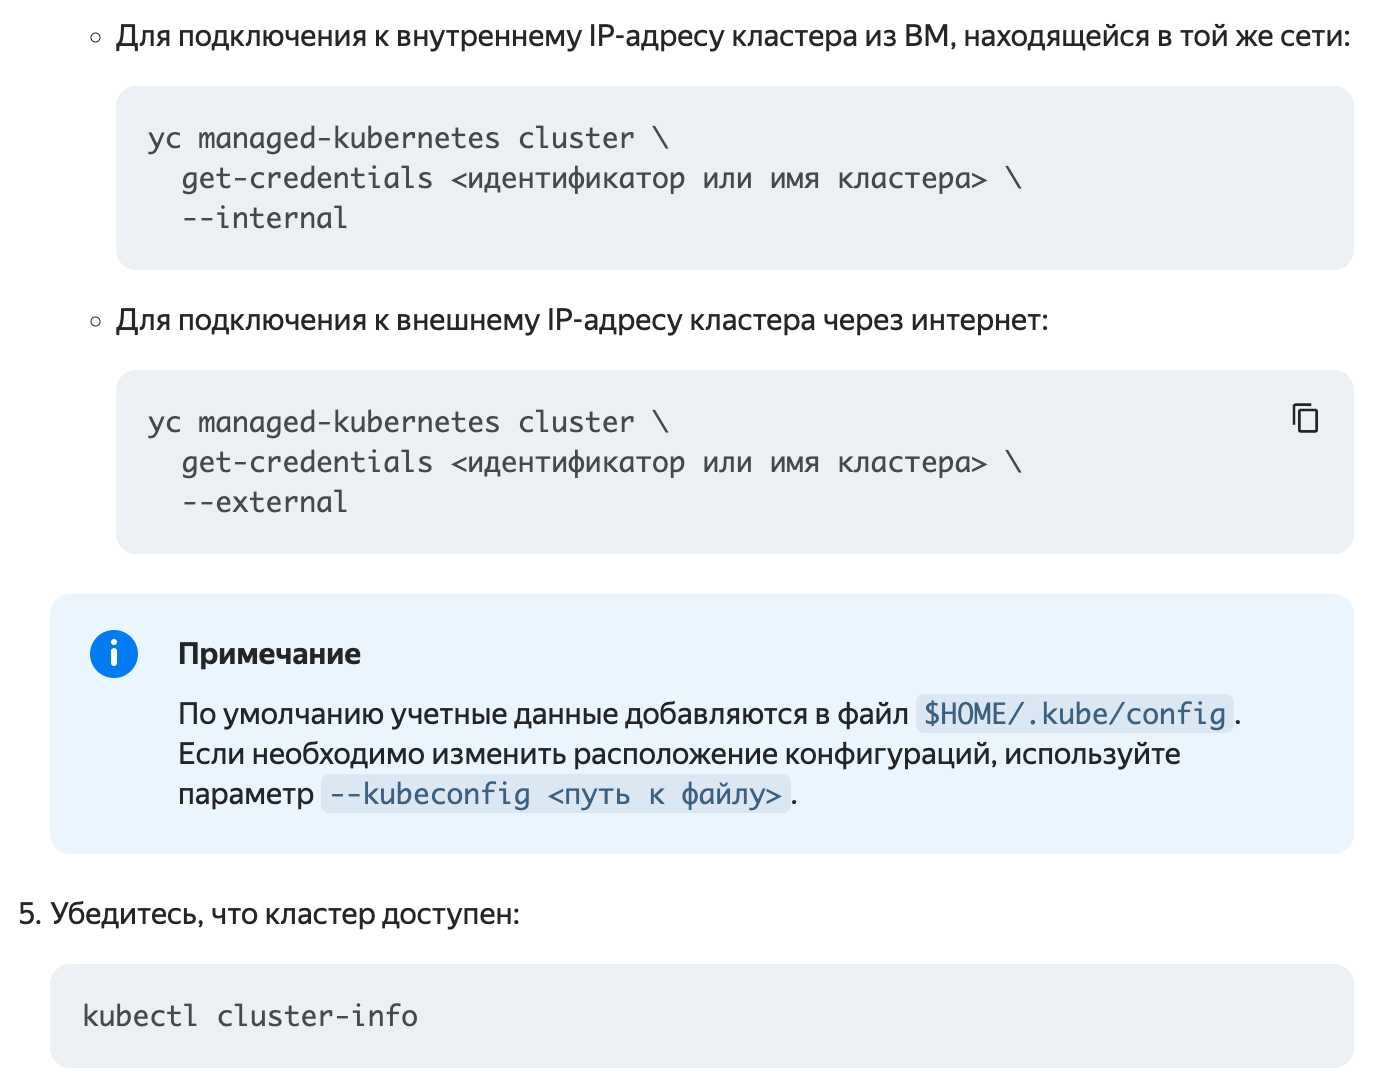 Для подключения к внутреннему IP-адресу кластера из ВМ, находящейся в той же сети:
yc managed-kubernetes cluster \
get-credentials <идентификатор или имя кластера> \
--internal
Для подключения к внешнему IP-адресу кластера через интернет:
yc managed-kubernetes cluster \
get-credentials <идентификатор или имя кластера> \
--external
Примечание
По умолчанию учетные данные добавляются в файл $HOME/.kube/config.
Если необходимо изменить расположение конфигураций, используйте
параметр --kubeconfig <путь к файлу>.
5. Убедитесь, что кластер доступен:
kubectl cluster-info